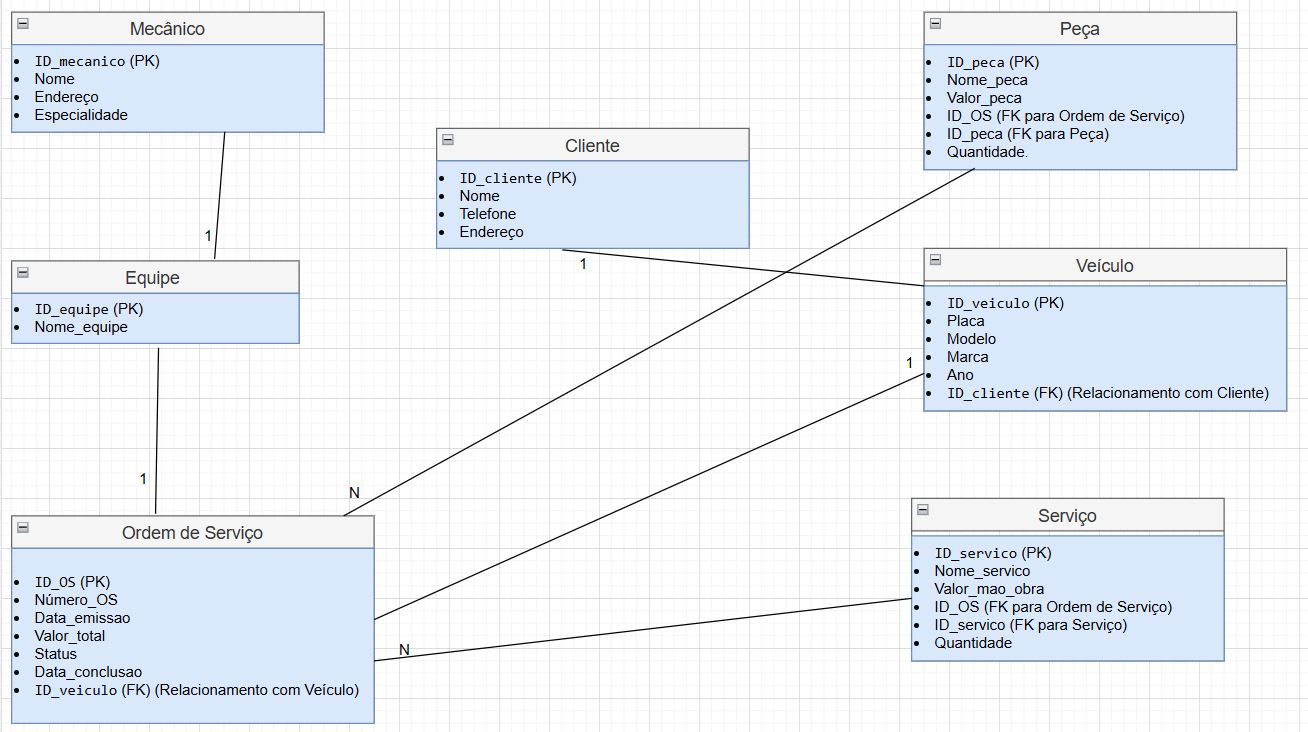 Mecânico
ID_mecanico (PK)
Nome
Endereço
Especialidade
1
Equipe
ID_equipe (PK)
Nome_equipe
1
Ordem de Serviço
ID_OS (PK)
Número_OS
Data_emissao
Valor_total
Status
Data_conclusao
ID_veiculo (FK) (Relacionamento com Veículo)
N
N
Cliente
ID_cliente (PK)
Nome
Telefone
Endereço
1
Peça
ID_peca (PK)
Nome_peca
Valor_peca
ID_OS (FK para Ordem de Serviço)
ID_peca (FK para Peça)
Quantidade.
Veículo
ID_veiculo (PK)
Placa
Modelo
Marca
Ano
ID_cliente (FK) (Relacionamento com Cliente)
1
Serviço
ID_servico (PK)
Nome_servico
Valor_mao_obra
ID_OS (FK para Ordem de Serviço)
ID_servico (FK para Serviço)
Quantidade